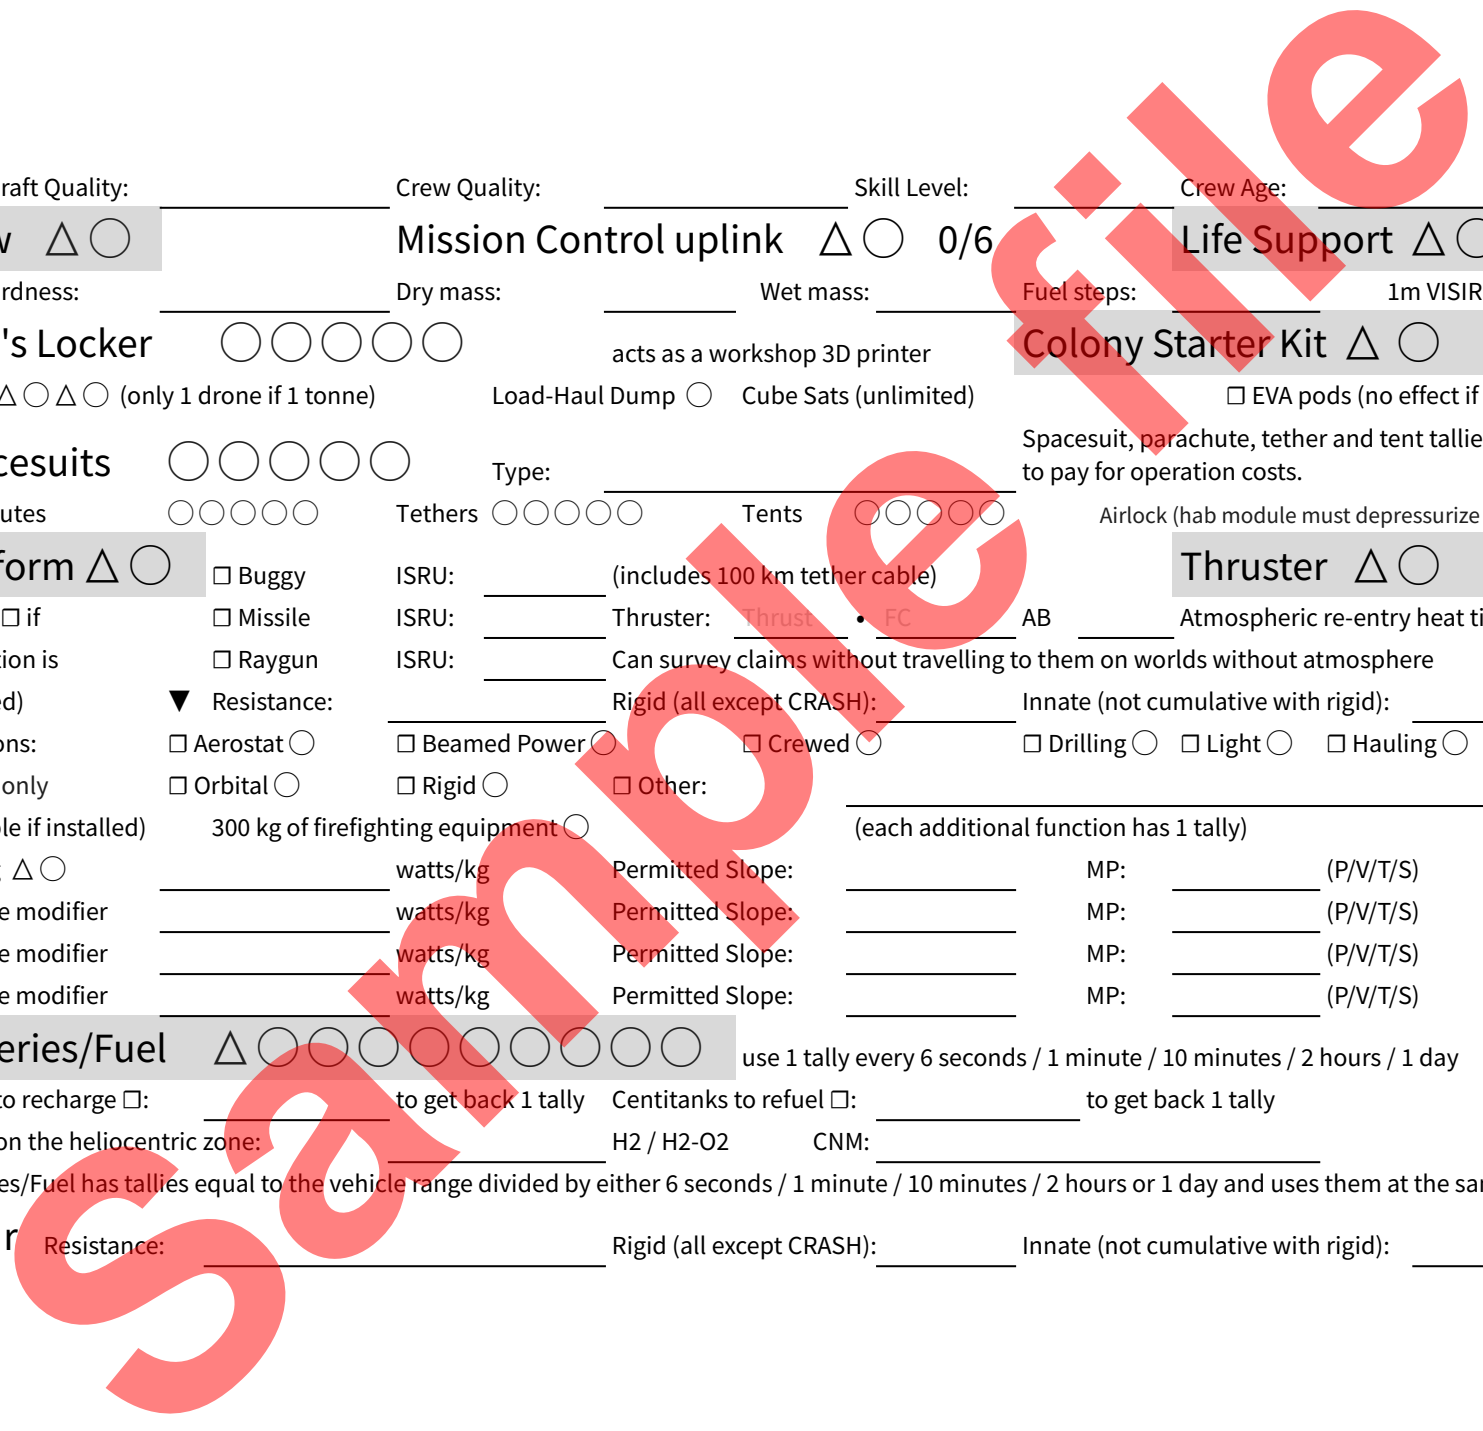 raft Quality: Crew Quality: Skill Level: Crew Age:
w △ ○ Mission Control uplink △ ○ 0/6 Life Support △ ○
rdness: Dry mass: Wet mass: Fuel steps: 1m VISIR
's Locker ○ ○ ○ ○ ○ acts as a workshop 3D printer Colony Starter Kit △ ○
△ ○ △ ○ (only 1 drone if 1 tonne) Load-Haul Dump ○ Cube Sats (unlimited) ❒ EVA pods (no effect if
Spacesuit, parachute, tether and tent tallie
cesuits ○ ○ ○ ○ ○ Type: to pay for operation costs.
utes ○ ○ ○ ○ ○ Tethers ○ ○ ○ ○ ○ Tents ○ ○ ○ ○ ○ Airlock (hab module must depressurize
form △ ○ ❒ Buggy ISRU: (includes 100 km tether cable) Thruster △ ○
❒ if ❒ Missile ISRU: Thruster: Thrust • FC AB Atmospheric re-entry heat ti
tion is ❒ Raygun ISRU: Can survey claims without travelling to them on worlds without atmosphere
ed) ▼ Resistance: Rigid (all except CRASH): Innate (not cumulative with rigid):
ons: ❒ Aerostat ○ ❒ Beamed Power ○ ❒ Crewed ○ ❒ Drilling ○ ❒ Light ○ ❒ Hauling ○
only ❒ Orbital ○ ❒ Rigid ○ ❒ Other:
le if installed) 300 kg of firefighting equipment ○ (each additional function has 1 tally)
△ ○ watts/kg Permitted Slope: MP: (P/V/T/S)
e modifier watts/kg Permitted Slope: MP: (P/V/T/S)
e modifier watts/kg Permitted Slope: MP: (P/V/T/S)
e modifier watts/kg Permitted Slope: MP: (P/V/T/S)
eries/Fuel △ ○ ○ ○ ○ ○ ○ ○ ○ ○ use 1 tally every 6 seconds / 1 minute / 10 minutes / 2 hours / 1 day
to recharge ❒: to get back 1 tally Centitanks to refuel ❒: to get back 1 tally
on the heliocentric zone: H2 / H2-O2 CNM:
es/Fuel has tallies equal to the vehicle range divided by either 6 seconds / 1 minute / 10 minutes / 2 hours or 1 day and uses them at the sar
r Resistance: Rigid (all except CRASH): Innate (not cumulative with rigid):
Sample file